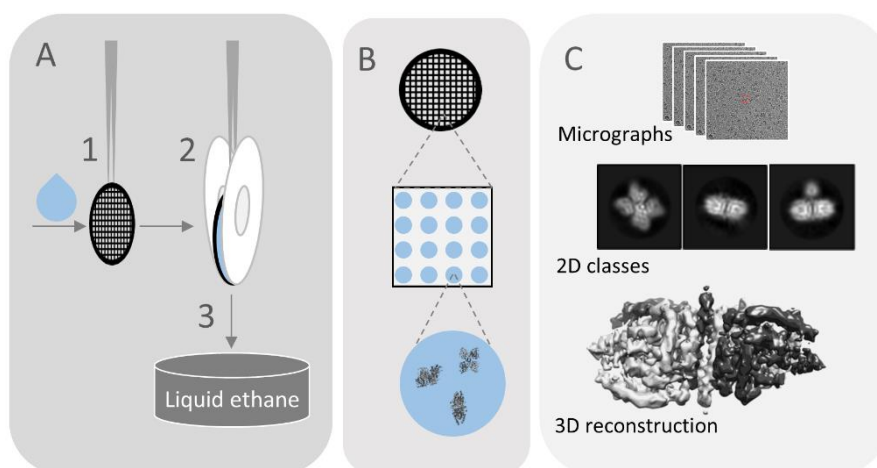 A
1
2
3
Liquid ethane
B
C
Micrographs
2D classes
3D reconstruction